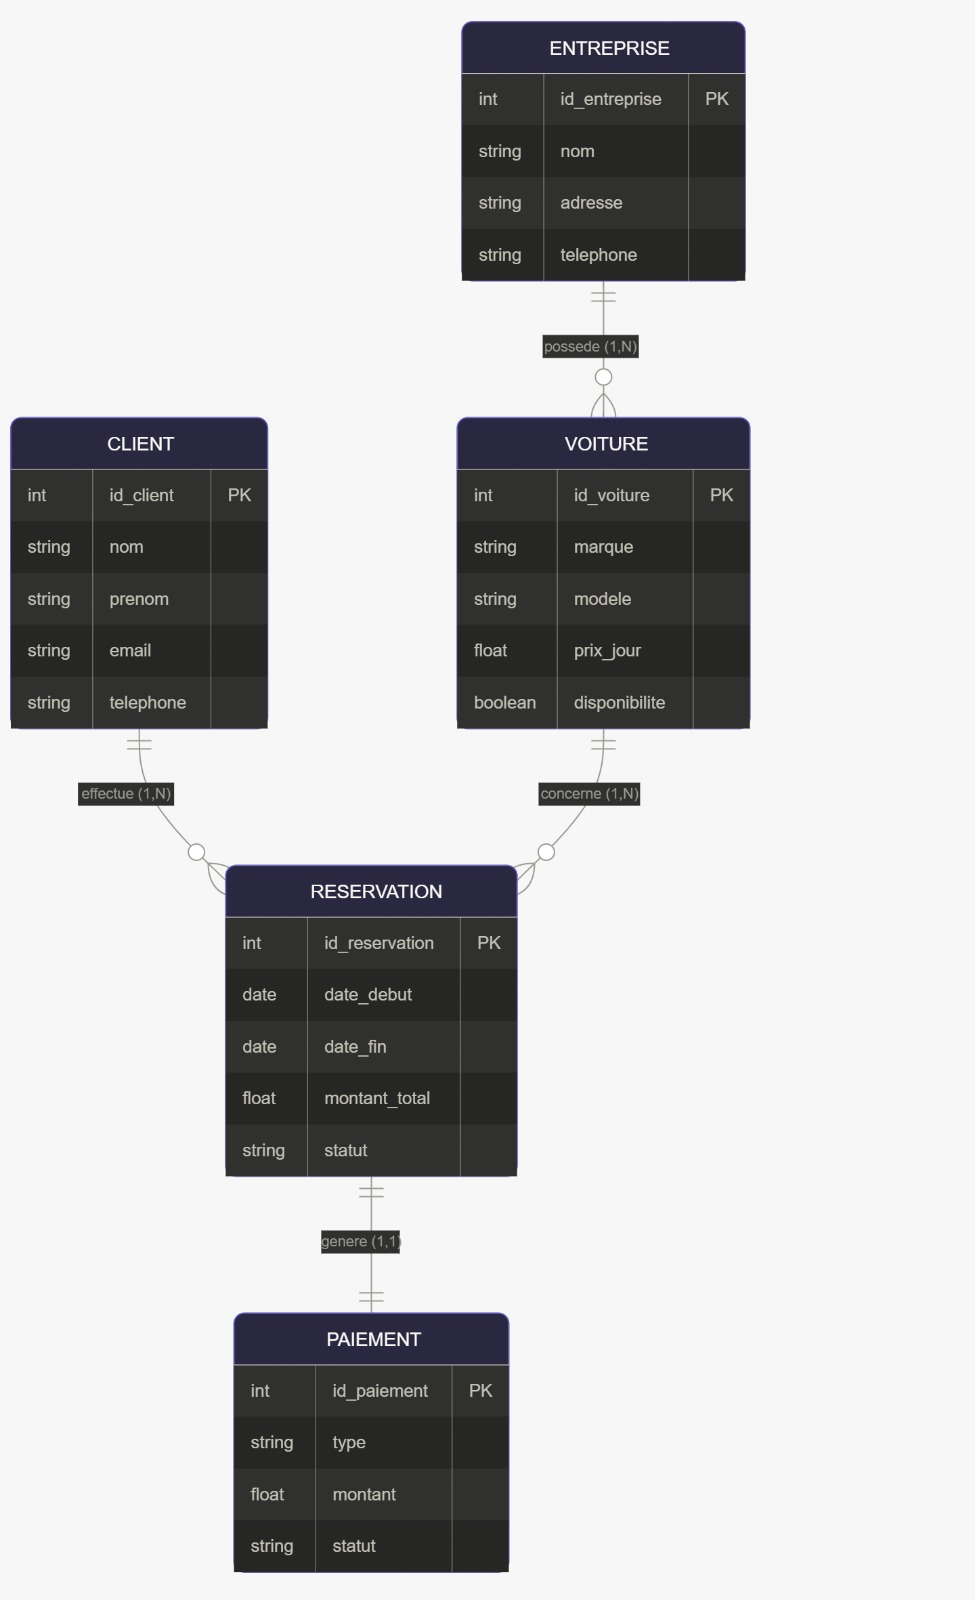 ENTREPRISE
int id_entreprise PK
string nom
string adresse
string telephone
possede (1,N)
CLIENT
int id_client PK
string nom
string prenom
string email
string telephone
VOITURE
int id_voiture PK
string marque
string modele
float prix_jour
boolean disponibilite
effectue (1,N)
concerne (1,N)
RESERVATION
int id_reservation PK
date date_debut
date date_fin
float montant_total
string statut
genere (1,1)
PAIEMENT
int id_paiement PK
string type
float montant
string statut